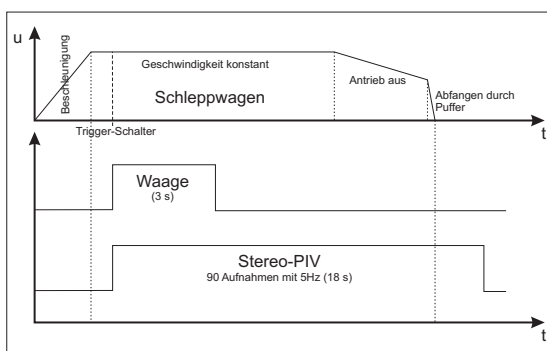 u
Beschleunigung
Geschwindigkeit konstant
Schleppwagen
Antrieb aus
Abfangen durch
Puffer
t
Trigger-Schalter
Waage
(3 s)
Stereo-PIV
90 Aufnahmen mit 5Hz (18 s)
t